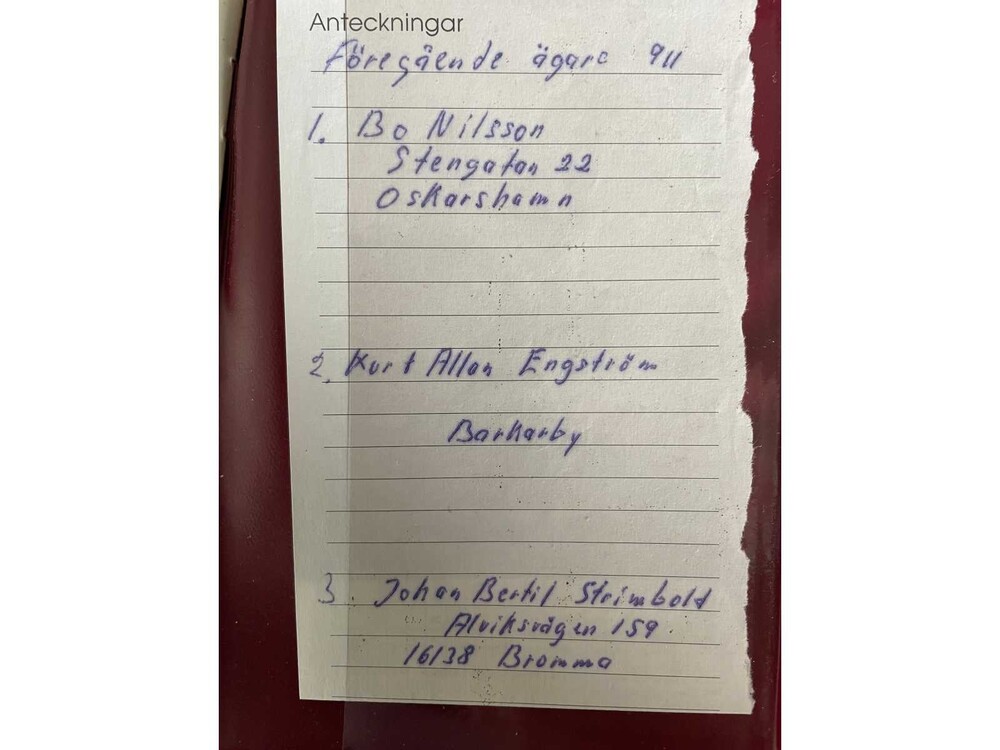 Anteckningar
Föregående ägare 911
1. Bo Nilsson
Stengatan 22
Oskarshamn
2. Kurt Allan Engström
Barkarby
3. Johan Bertil Strimbold
Alviksvägen 159
16138 Bromma